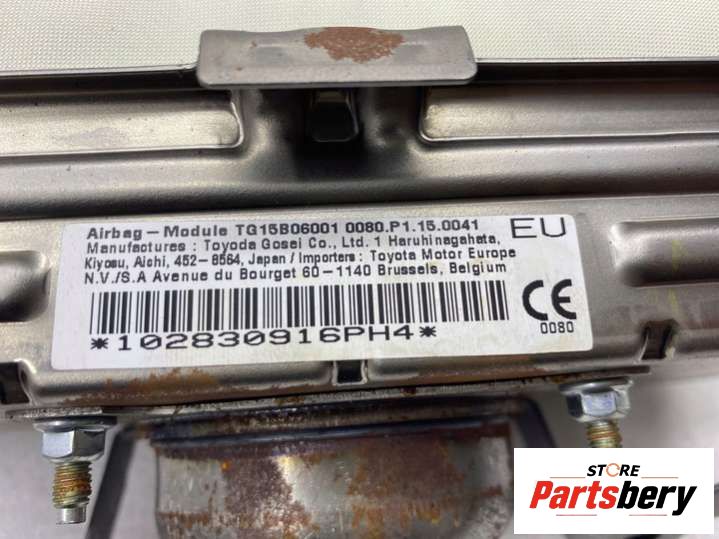 Airbag – Module TG15B06001 0080.P1.15.0041
EU
Manufactures : Toyoda Gosei Co., Ltd. 1 Haruhinagahata,
Kiyosu, Aichi, 452-8564, Japan / Importers : Toyota Motor Europe
N.V./S.A Avenue du Bourget 60-1140 Brussels, Belgium
CE
0080
*102830916PH4*
STORE
Partsbery